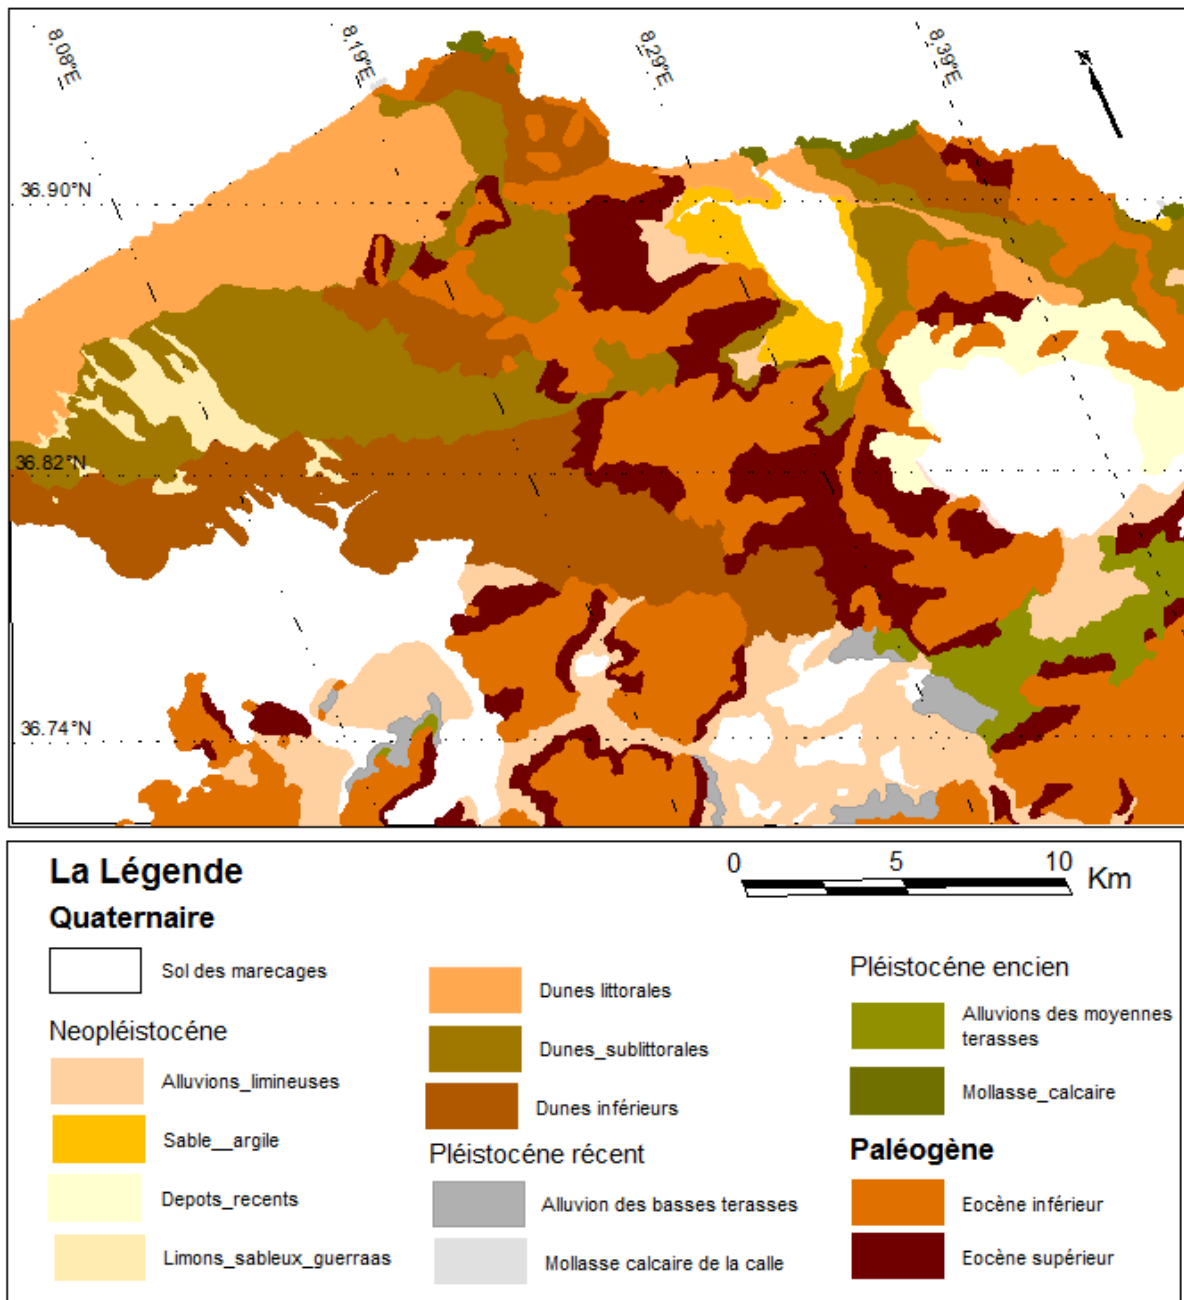 8,08°E
8,19°E
8,29°E
8,39°E
N
36.90°N
36.82°N
36.74°N
La Légende
0 5 10 Km
Quaternaire
Sol des marecages
Neopléistocéne
Alluvions_limineuses
Sable__argile
Depots_recents
Limons_sableux_guerraas
Dunes littorales
Dunes_sublittorales
Dunes inférieurs
Pléistocéne récent
Alluvion des basses terasses
Mollasse calcaire de la calle
Pléistocéne encien
Alluvions des moyennes
terasses
Mollasse_calcaire
Paléogène
Eocène inférieur
Eocène supérieur